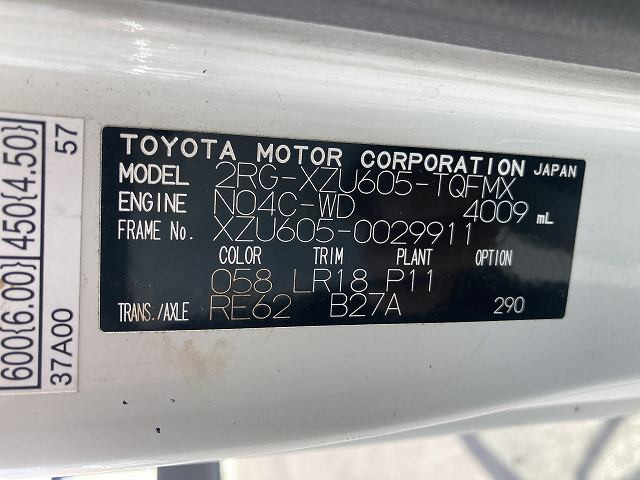 TOYOTA MOTOR CORPORATION JAPAN
MODEL 2RG-XZU605-TQFMX
ENGINE N04C-WD 4009 mL
FRAME No. XZU605-0029911
COLOR TRIM PLANT OPTION
058 LR18 P11
TRANS./AXLE RE62 B27A 290
600{6.00} 450{4.50} 57
37A00